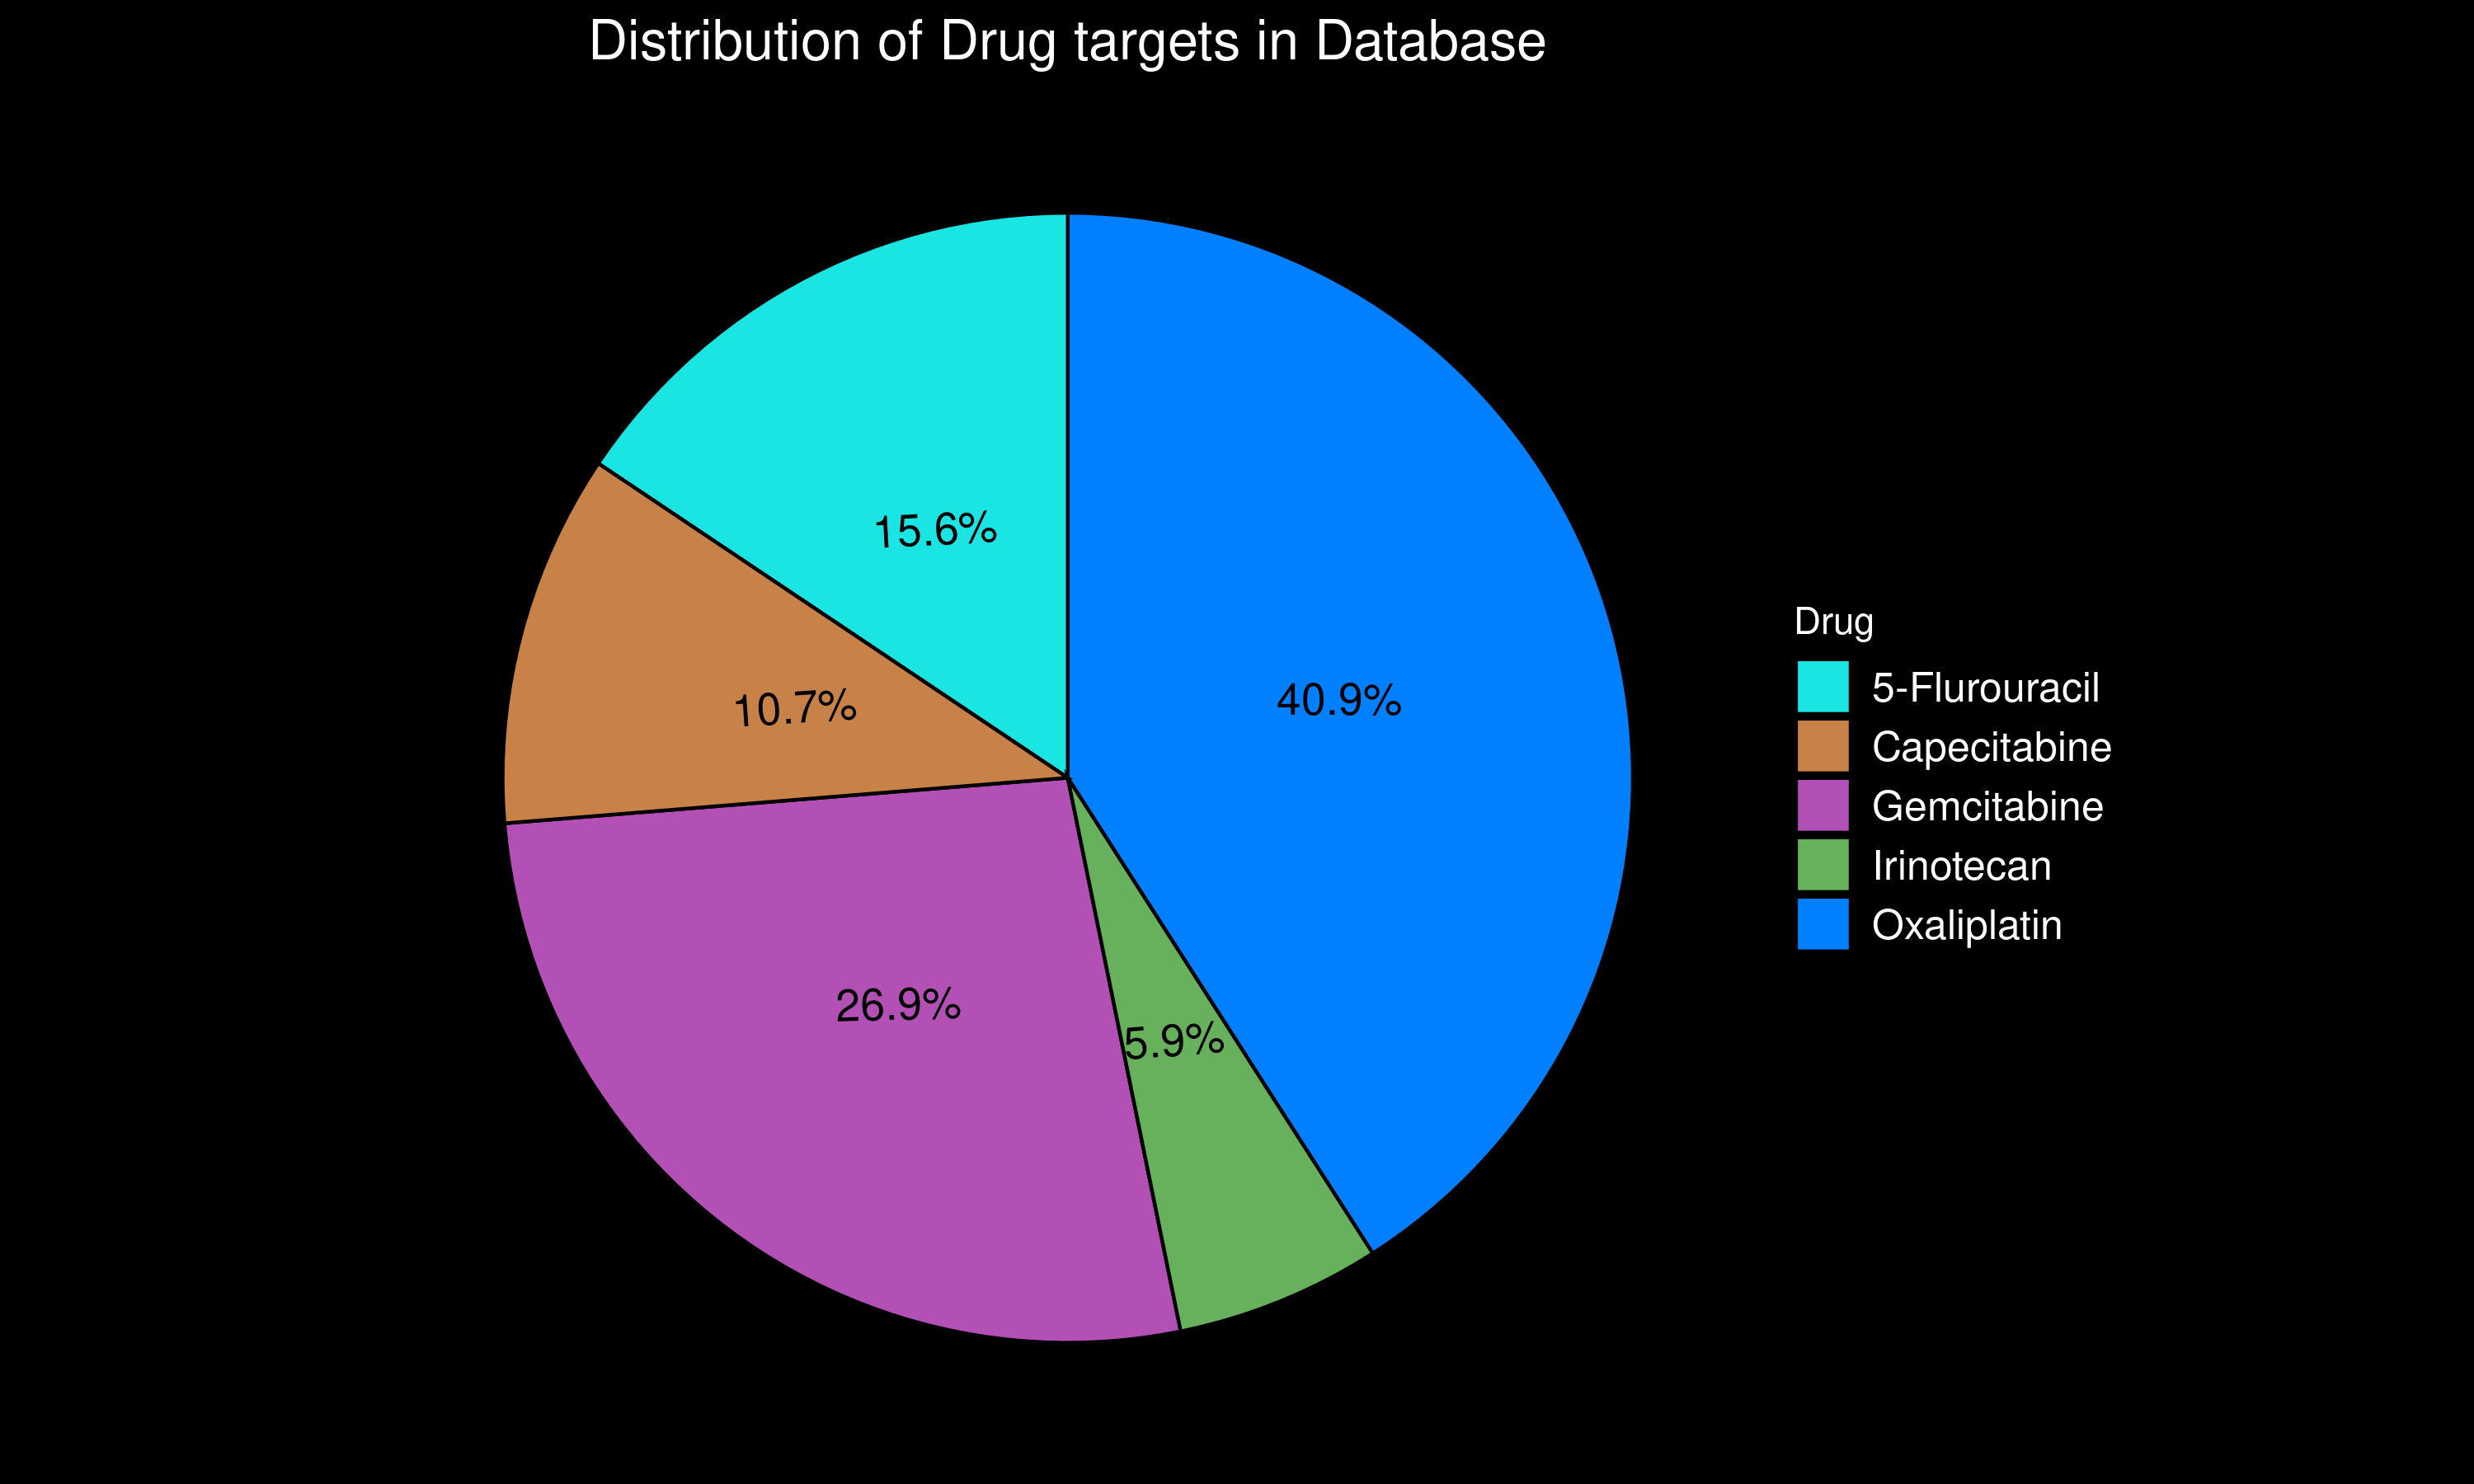 Distribution of Drug targets in Database
15.6%
40.9%
10.7%
26.9%
5.9%
Drug
5-Flurouracil
Capecitabine
Gemcitabine
Irinotecan
Oxaliplatin